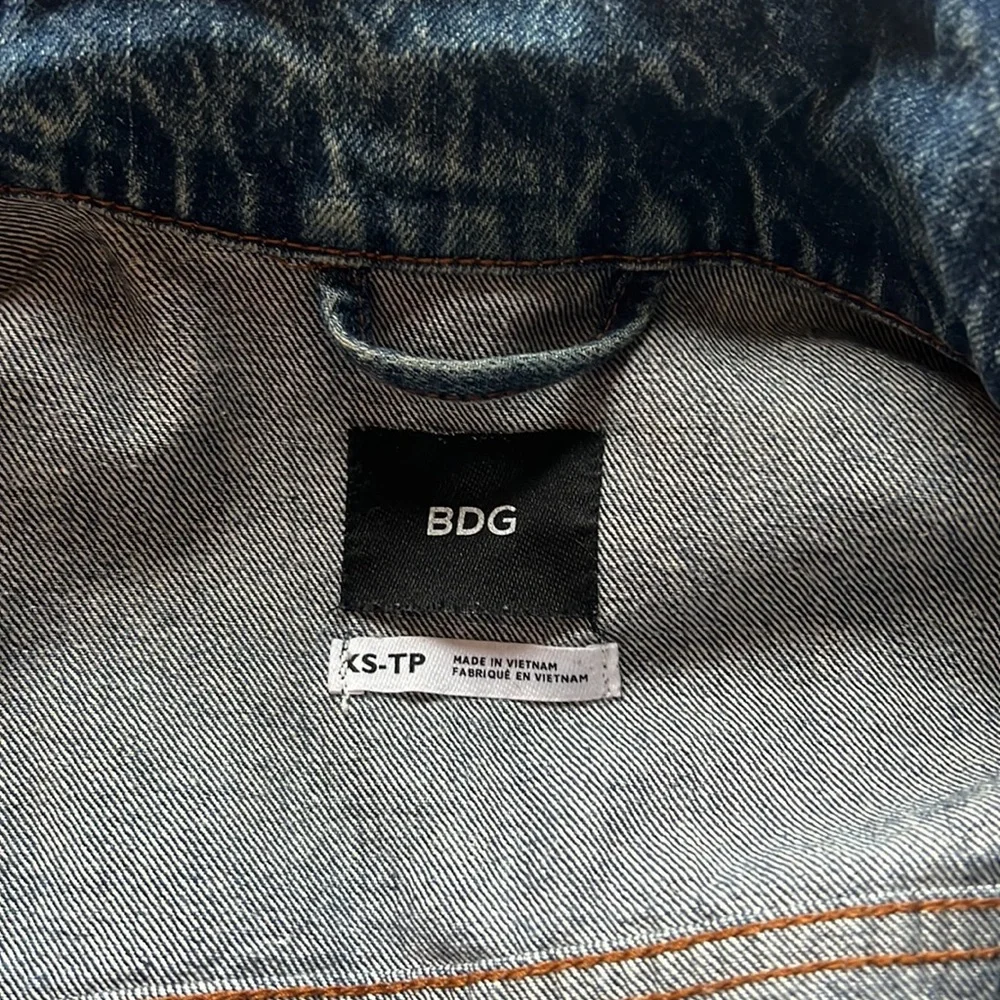 BDG
XS-TP
MADE IN VIETNAM
FABRIQUÉ EN VIETNAM